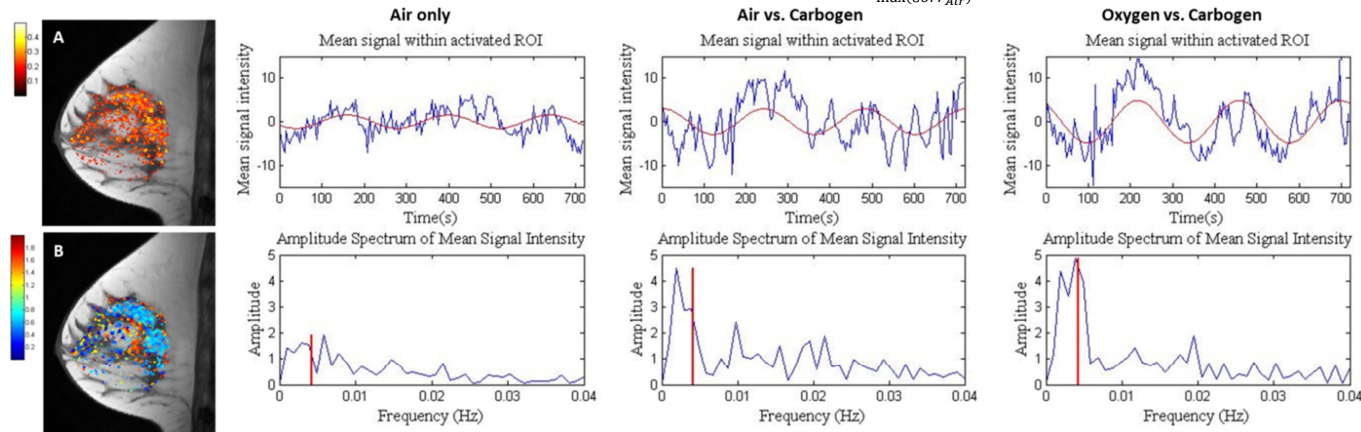 max(Corr Air)
Air only
Air vs. Carbogen
Oxygen vs. Carbogen
A
0.4
0.3
0.2
0.1
Mean signal within activated ROI
Mean signal intensity
10
0
-10
0 100 200 300 400 500 600 700
Time(s)
Mean signal within activated ROI
Mean signal intensity
10
0
-10
0 100 200 300 400 500 600 700
Time(s)
Mean signal within activated ROI
Mean signal intensity
10
0
-10
0 100 200 300 400 500 600 700
Time(s)
B
1.8
1.6
1.4
1.2
1
0.8
0.6
0.4
0.2
0
Amplitude Spectrum of Mean Signal Intensity
Amplitude
5
4
3
2
1
0
0 0.01 0.02 0.03 0.04
Frequency (Hz)
Amplitude Spectrum of Mean Signal Intensity
Amplitude
5
4
3
2
1
0
0 0.01 0.02 0.03 0.04
Frequency (Hz)
Amplitude Spectrum of Mean Signal Intensity
Amplitude
5
4
3
2
1
0
0 0.01 0.02 0.03 0.04
Frequency (Hz)